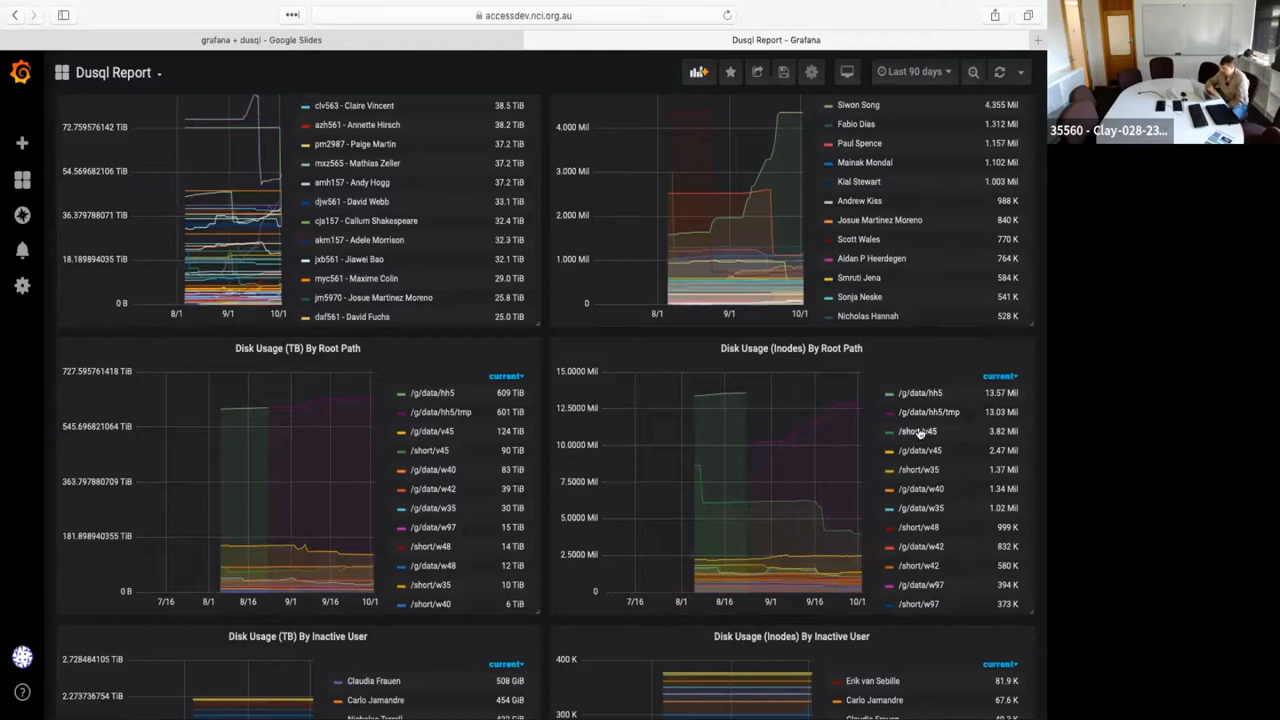 accessdev.nci.org.au
grafana + dusql - Google Slides
Dusql Report - Grafana
Dusql Report
Last 90 days
35560 - Clay-028-23...
72.759576142 TiB
54.569682106 TiB
36.379788071 TiB
18.189894035 TiB
0 B
8/1
9/1
10/1
clv563 - Claire Vincent 38.5 TiB
azh561 - Annette Hirsch 38.2 TiB
pm2987 - Paige Martin 37.2 TiB
mxz565 - Mathias Zeller 37.2 TiB
amh157 - Andy Hogg 37.2 TiB
djw561 - David Webb 33.1 TiB
cjs157 - Callum Shakespeare 32.4 TiB
akm157 - Adele Morrison 32.3 TiB
jxb561 - Jiawei Bao 32.1 TiB
myc561 - Maxime Colin 29.0 TiB
jm5970 - Josue Martinez Moreno 25.8 TiB
daf561 - David Fuchs 25.0 TiB
4.000 Mil
3.000 Mil
2.000 Mil
1.000 Mil
0
8/1
9/1
10/1
Siwon Song 4.355 Mil
Fabio Dias 1.312 Mil
Paul Spence 1.157 Mil
Mainak Mondal 1.102 Mil
Kial Stewart 1.003 Mil
Andrew Kiss 988 K
Josue Martinez Moreno 840 K
Scott Wales 770 K
Aidan P Heerdegen 764 K
Smruti Jena 584 K
Sonja Neske 541 K
Nicholas Hannah 528 K
Disk Usage (TB) By Root Path
727.595761418 TiB
545.696821064 TiB
363.797880709 TiB
181.898940355 TiB
0 B
7/16
8/1
8/16
9/1
9/16
10/1
current
/g/data/hh5 609 TiB
/g/data/hh5/tmp 601 TiB
/g/data/v45 124 TiB
/short/v45 90 TiB
/g/data/w40 83 TiB
/g/data/w42 39 TiB
/g/data/w35 30 TiB
/g/data/w97 15 TiB
/short/w48 14 TiB
/g/data/w48 12 TiB
/short/w35 10 TiB
/short/w40 6 TiB
Disk Usage (Inodes) By Root Path
15.0000 Mil
12.5000 Mil
10.0000 Mil
7.5000 Mil
5.0000 Mil
2.5000 Mil
0
7/16
8/1
8/16
9/1
9/16
10/1
current
/g/data/hh5 13.57 Mil
/g/data/hh5/tmp 13.03 Mil
/short/v45 3.82 Mil
/g/data/v45 2.47 Mil
/short/w35 1.37 Mil
/g/data/w40 1.34 Mil
/g/data/w35 1.02 Mil
/short/w48 999 K
/g/data/w42 832 K
/short/w42 580 K
/g/data/w97 394 K
/short/w97 373 K
Disk Usage (TB) By Inactive User
2.728484105 TiB
2.273736754 TiB
current
Claudia Frauen 508 GiB
Carlo Jamandre 454 GiB
Disk Usage (Inodes) By Inactive User
400 K
300 K
current
Erik van Sebille 81.9 K
Carlo Jamandre 67.6 K